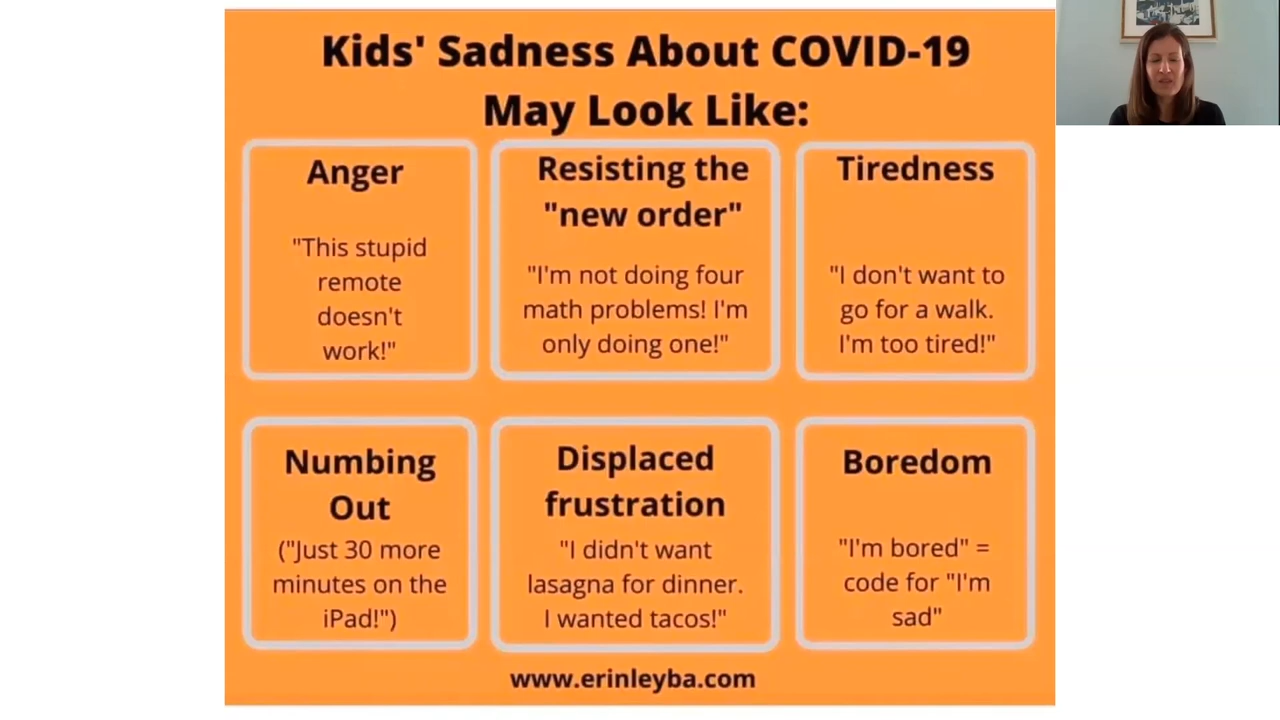 Kids' Sadness About COVID-19
May Look Like:
Anger
"This stupid
remote
doesn't
work!"
Resisting the
"new order"
"I'm not doing four
math problems! I'm
only doing one!"
Tiredness
"I don't want to
go for a walk.
I'm too tired!"
Numbing
Out
("Just 30 more
minutes on the
iPad!")
Displaced
frustration
"I didn't want
lasagna for dinner.
I wanted tacos!"
Boredom
"I'm bored" =
code for "I'm
sad"
www.erinleyba.com